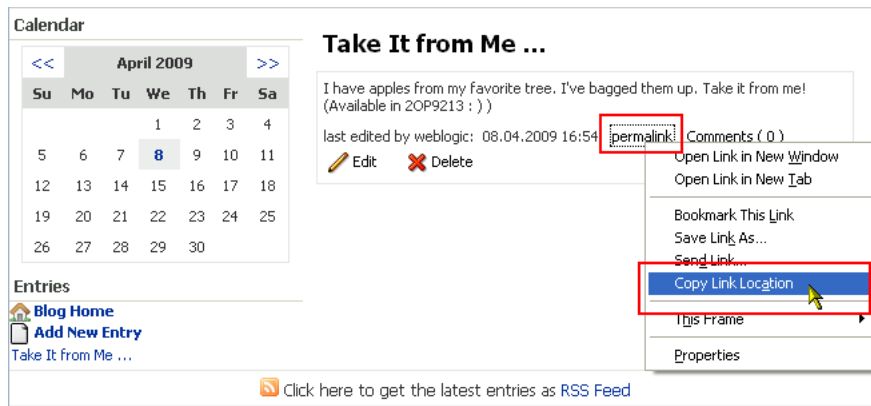 Calendar
<< April 2009 >>
Su Mo Tu We Th Fr Sa
1 2 3 4
5 6 7 8 9 10 11
12 13 14 15 16 17 18
19 20 21 22 23 24 25
26 27 28 29 30
Entries
Blog Home
Add New Entry
Take It from Me ...
Take It from Me ...
I have apples from my favorite tree. I've bagged them up. Take it from me!
(Available in 2OP9213 : ) )
last edited by weblogic: 08.04.2009 16:54 permalink Comments ( 0 )
Edit Delete
Open Link in New Window
Open Link in New Tab
Bookmark This Link
Save Link As...
Send Link...
Copy Link Location
This Frame
Properties
Click here to get the latest entries as RSS Feed